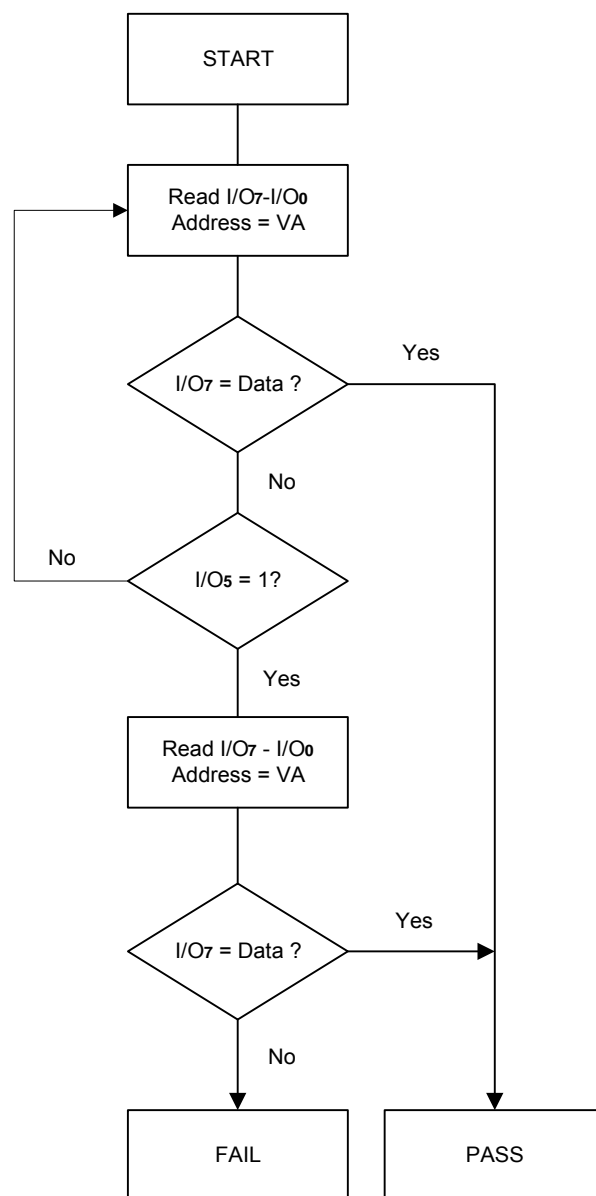 START
Read I/O7-I/O0
Address = VA
I/O7 = Data ?
Yes
No
I/O5 = 1?
No
Yes
Read I/O7 - I/O0
Address = VA
I/O7 = Data ?
Yes
No
FAIL
PASS